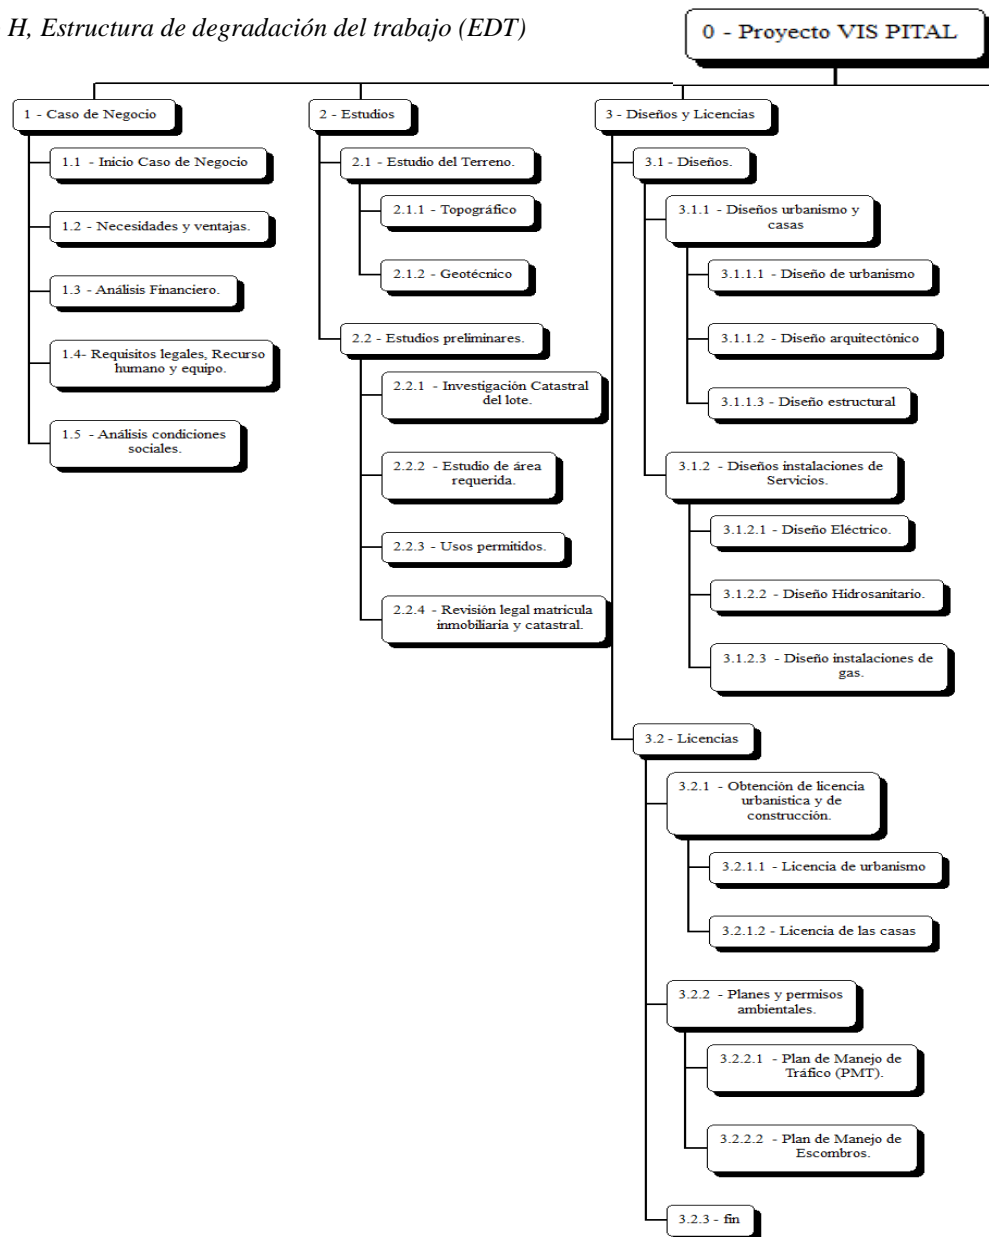 H, Estructura de degradación del trabajo (EDT)
0 - Proyecto VIS PITAL
1 - Caso de Negocio
1.1 - Inicio Caso de Negocio
1.2 - Necesidades y ventajas.
1.3 - Análisis Financiero.
1.4- Requisitos legales, Recurso
humano y equipo.
1.5 - Análisis condiciones
sociales.
2 - Estudios
2.1 - Estudio del Terreno.
2.1.1 - Topográfico
2.1.2 - Geotécnico
2.2 - Estudios preliminares.
2.2.1 - Investigación Catastral
del lote.
2.2.2 - Estudio de área
requerida.
2.2.3 - Usos permitidos.
2.2.4 - Revisión legal matrícula
inmobiliaria y catastral.
3 - Diseños y Licencias
3.1 - Diseños.
3.1.1 - Diseños urbanismo y
casas
3.1.1.1 - Diseño de urbanismo
3.1.1.2 - Diseño arquitectónico
3.1.1.3 - Diseño estructural
3.1.2 - Diseños instalaciones de
Servicios.
3.1.2.1 - Diseño Eléctrico.
3.1.2.2 - Diseño Hidrosanitario.
3.1.2.3 - Diseño instalaciones de
gas.
3.2 - Licencias
3.2.1 - Obtención de licencia
urbanística y de
construcción.
3.2.1.1 - Licencia de urbanismo
3.2.1.2 - Licencia de las casas
3.2.2 - Planes y permisos
ambientales.
3.2.2.1 - Plan de Manejo de
Tráfico (PMT).
3.2.2.2 - Plan de Manejo de
Escombros.
3.2.3 - fin